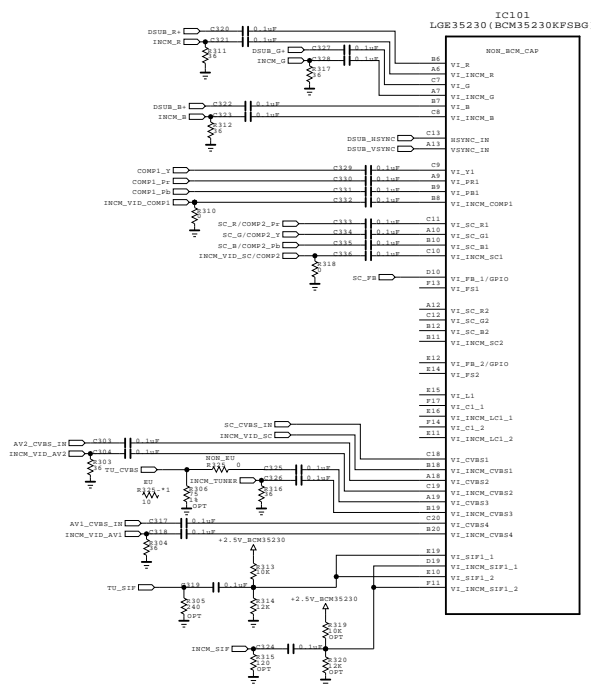 IC101
LGE35230(BCM35230KFSBG
NON_BCM_CAP
DSUB_R+ C320 0.1uF
INCM_R C321 0.1uF
R311
36
DSUB_G+ C327 0.1uF
INCM_G C328 0.1uF
R317
36
DSUB_B+ C322 0.1uF
INCM_B C323 0.1uF
R312
36
B6 VI_R
A6 VI_INCM_R
C7 VI_G
A7 VI_INCM_G
B7 VI_B
C8 VI_INCM_B
DSUB_HSYNC C13 HSYNC_IN
DSUB_VSYNC A13 VSYNC_IN
COMP1_Y C329 0.1uF C9 VI_Y1
COMP1_Pr C330 0.1uF A9 VI_PR1
COMP1_Pb C331 0.1uF B9 VI_PB1
INCM_VID_COMP1 C332 0.1uF B8 VI_INCM_COMP1
R310
0
SC_R/COMP2_Pr C333 0.1uF C11 VI_SC_R1
SC_G/COMP2_Y C334 0.1uF A10 VI_SC_G1
SC_B/COMP2_Pb C335 0.1uF B10 VI_SC_B1
INCM_VID_SC/COMP2 C336 0.1uF C10 VI_INCM_SC1
R318
0
SC_FB D10 VI_FB_1/GPIO
F13 VI_FS1
A12 VI_SC_R2
C12 VI_SC_G2
B12 VI_SC_B2
B11 VI_INCM_SC2
E12 VI_FB_2/GPIO
E14 VI_FS2
E15 VI_L1
F17 VI_C1_1
E16 VI_INCM_LC1_1
F14 VI_C1_2
E11 VI_INCM_LC1_2
SC_CVBS_IN
INCM_VID_SC
AV2_CVBS_IN C303 0.1uF
INCM_VID_AV2 C304 0.1uF
R303
36
C18 VI_CVBS1
B18 VI_INCM_CVBS1
A18 VI_CVBS2
C19 VI_INCM_CVBS2
A19 VI_CVBS3
B19 VI_INCM_CVBS3
C20 VI_CVBS4
B20 VI_INCM_CVBS4
NON_EU
TU_CVBS R325 0 C325 0.1uF
INCM_TUNER C326 0.1uF
EU
R325-*1
10
R306
75
1%
OPT
R316
36
AV1_CVBS_IN C317 0.1uF
INCM_VID_AV1 C318 0.1uF
R304
36
+2.5V_BCM35230
R313
10K
E19 VI_SIF1_1
D19 VI_INCM_SIF1_1
E10 VI_SIF1_2
F11 VI_INCM_SIF1_2
TU_SIF C319 0.1uF
R305
240
OPT
R314
12K
+2.5V_BCM35230
R319
10K
OPT
INCM_SIF C324 0.1uF
R315
120
OPT
R320
12K
OPT